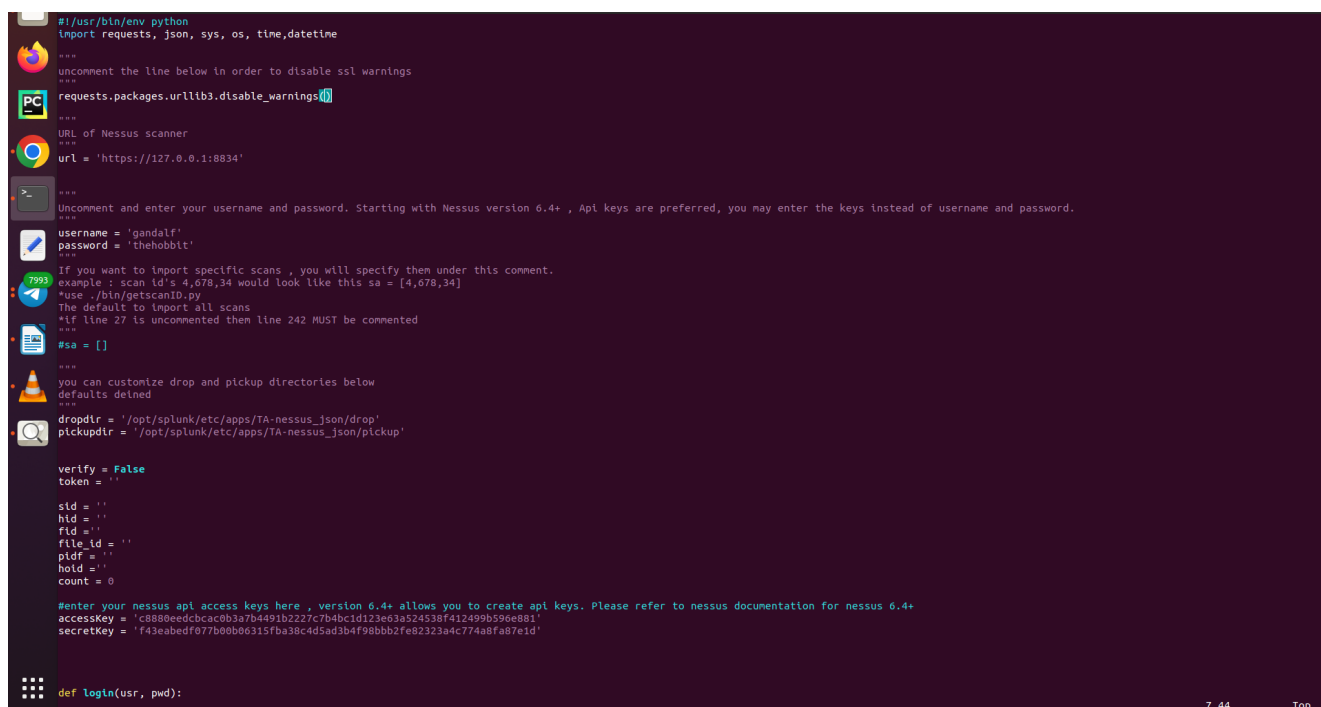 #!/usr/bin/env python
import requests, json, sys, os, time,datetime
"""
uncomment the line below in order to disable ssl warnings
"""
requests.packages.urllib3.disable_warnings()
"""
URL of Nessus scanner
"""
url = 'https://127.0.0.1:8834'
"""
Uncomment and enter your username and password. Starting with Nessus version 6.4+ , Api keys are preferred, you may enter the keys instead of username and password.
"""
username = 'gandalf'
password = 'thehobbit'
"""
If you want to import specific scans , you will specify them under this comment.
example : scan id's 4,678,34 would look like this sa = [4,678,34]
*use ./bin/getscanID.py
The default to import all scans
*if line 27 is uncommented them line 242 MUST be commented
"""
#sa = []
"""
you can customize drop and pickup directories below
defaults deined
"""
dropdir = '/opt/splunk/etc/apps/TA-nessus_json/drop'
pickupdir = '/opt/splunk/etc/apps/TA-nessus_json/pickup'
verify = False
token = ''
sid = ''
hid = ''
fid =''
file_id = ''
pidf = ''
hoid =''
count = 0
#enter your nessus api access keys here , version 6.4+ allows you to create api keys. Please refer to nessus documentation for nessus 6.4+
accessKey = 'c8880eedcbcac0b3a7b4491b2227c7b4bc1d123e63a524538f412499b596e881'
secretKey = 'f43eabedf077b00b06315fba38c4d5ad3b4f98bbb2fe82323a4c774a8fa87e1d'
def login(usr, pwd):
7,44 Top
PC
7993